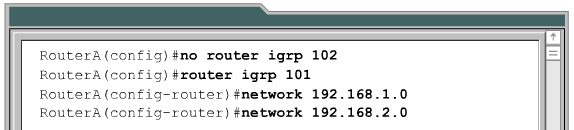 RouterA(config)#no router igrp 102
RouterA(config)#router igrp 101
RouterA(config-router)#network 192.168.1.0
RouterA(config-router)#network 192.168.2.0